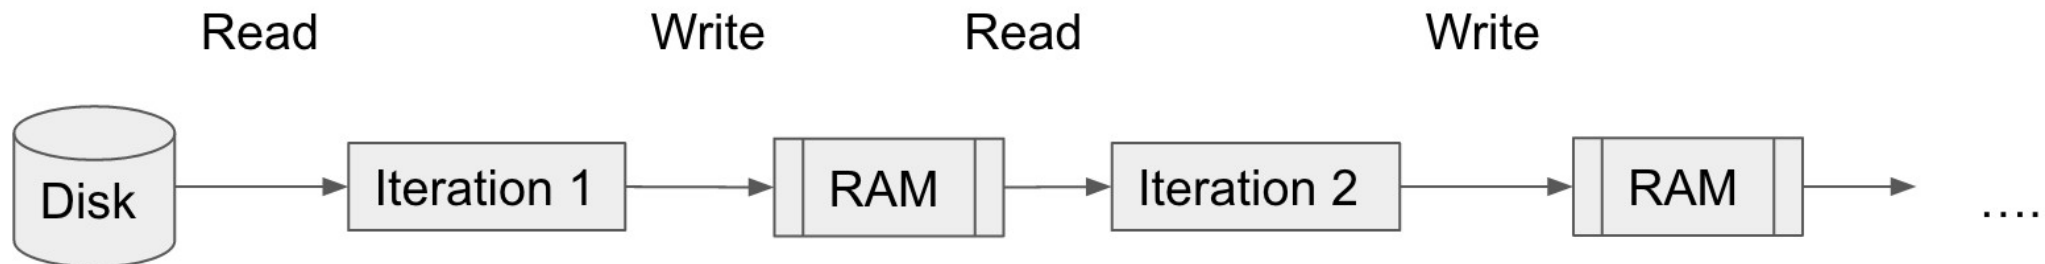 Read Write Read Write
Disk Iteration 1 RAM Iteration 2 RAM ....